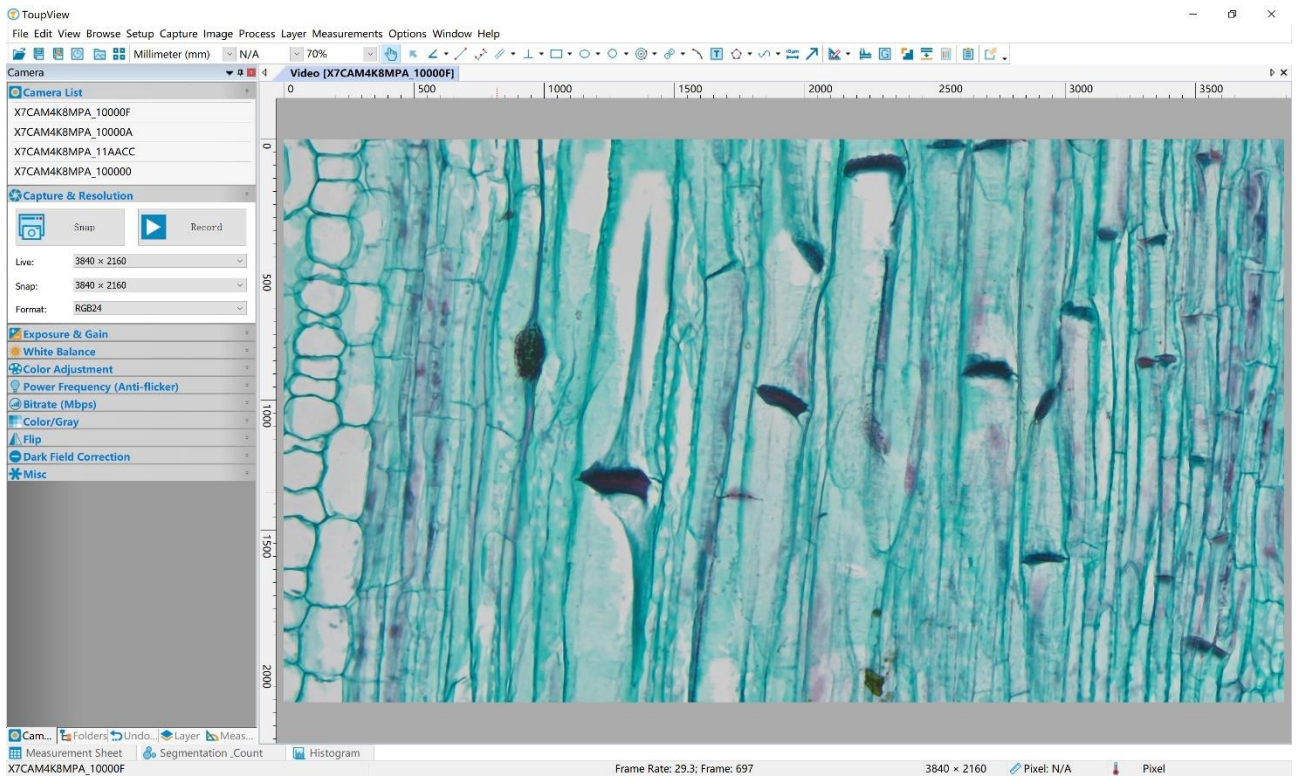 ToupView
File Edit View Browse Setup Capture Image Process Layer Measurements Options Window Help
Millimeter (mm) N/A 70%
Camera
Video [X7CAM4K8MPA_10000F]
Camera List
X7CAM4K8MPA_10000F
X7CAM4K8MPA_10000A
X7CAM4K8MPA_11AACC
X7CAM4K8MPA_100000
Capture & Resolution
Snap Record
Live: 3840 × 2160
Snap: 3840 × 2160
Format: RGB24
Exposure & Gain
White Balance
Color Adjustment
Power Frequency (Anti-flicker)
Bitrate (Mbps)
Color/Gray
Flip
Dark Field Correction
Misc
0 500 1000 1500 2000 2500 3000 3500
0
500
1000
1500
2000
Cam... Folders Undo... Layer Meas...
Measurement Sheet Segmentation _Count Histogram
X7CAM4K8MPA_10000F Frame Rate: 29.3; Frame: 697 3840 × 2160 Pixel: N/A Pixel